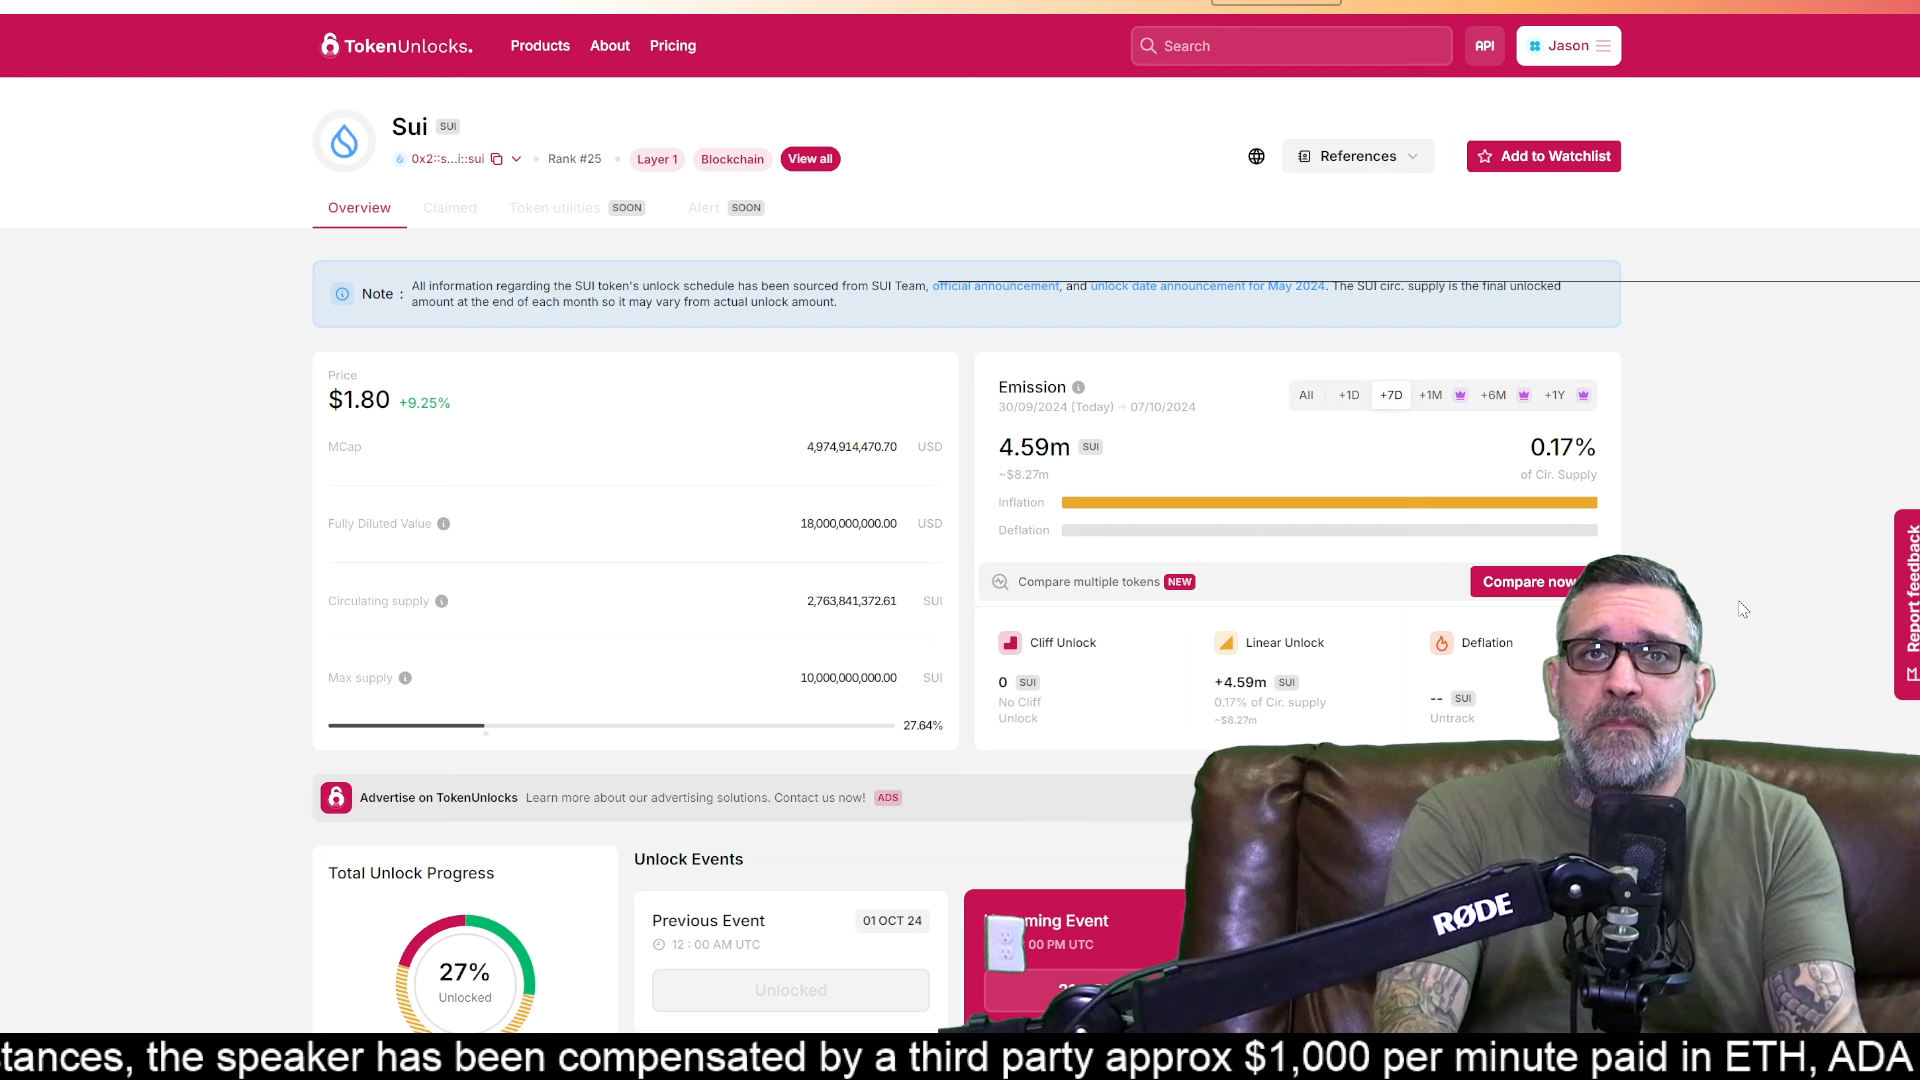 TokenUnlocks.
Products About Pricing
Search
API
Jason
Sui SUI
0x2::s...i::sui Rank #25 Layer 1 Blockchain View all
References
Add to Watchlist
Overview Claimed Token utilities SOON Alert SOON
Note : All information regarding the SUI token's unlock schedule has been sourced from SUI Team, official announcement, and unlock date announcement for May 2024. The SUI circ. supply is the final unlocked
amount at the end of each month so it may vary from actual unlock amount.
Price
$1.80 +9.25%
MCap 4,974,914,470.70 USD
Fully Diluted Value 18,000,000,000.00 USD
Circulating supply 2,763,841,372.61 SUI
Max supply 10,000,000,000.00 SUI
27.64%
Emission
30/09/2024 (Today) → 07/10/2024
All +1D +7D +1M +6M +1Y
4.59m SUI 0.17%
~$8.27m of Cir. Supply
Inflation
Deflation
Compare multiple tokens NEW Compare now
Cliff Unlock
0 SUI
No Cliff
Unlock
Linear Unlock
+4.59m SUI
0.17% of Cir. supply
~$8.27m
Deflation
-- SUI
Untrack
Report feedback
Advertise on TokenUnlocks Learn more about our advertising solutions. Contact us now! ADS
Total Unlock Progress
27%
Unlocked
Unlock Events
Previous Event 01 OCT 24
12 : 00 AM UTC
Unlocked
ming Event
00 PM UTC
RØDE
tances, the speaker has been compensated by a third party approx $1,000 per minute paid in ETH, ADA